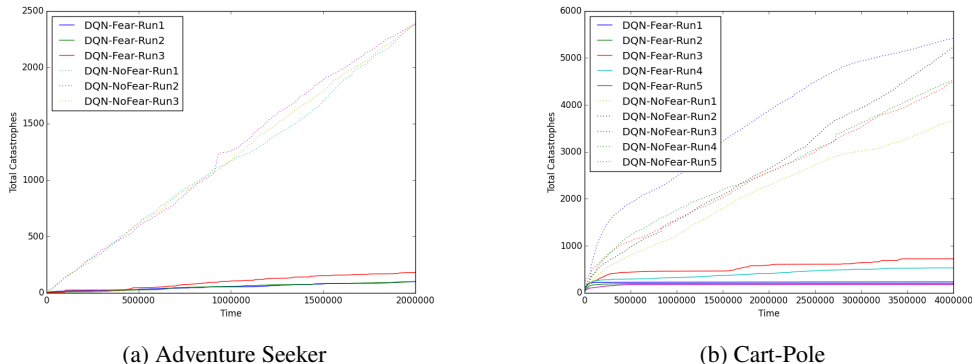 2500
2000
1500
1000
500
0
Total Catastrophes
DQN-Fear-Run1
DQN-Fear-Run2
DQN-Fear-Run3
DQN-NoFear-Run1
DQN-NoFear-Run2
DQN-NoFear-Run3
0
500000
1000000
1500000
2000000
Time
(a) Adventure Seeker
6000
5000
4000
3000
2000
1000
0
Total Catastrophes
DQN-Fear-Run1
DQN-Fear-Run2
DQN-Fear-Run3
DQN-Fear-Run4
DQN-Fear-Run5
DQN-NoFear-Run1
DQN-NoFear-Run2
DQN-NoFear-Run3
DQN-NoFear-Run4
DQN-NoFear-Run5
0
500000
1000000
1500000
2000000
2500000
3000000
3500000
4000000
Time
(b) Cart-Pole